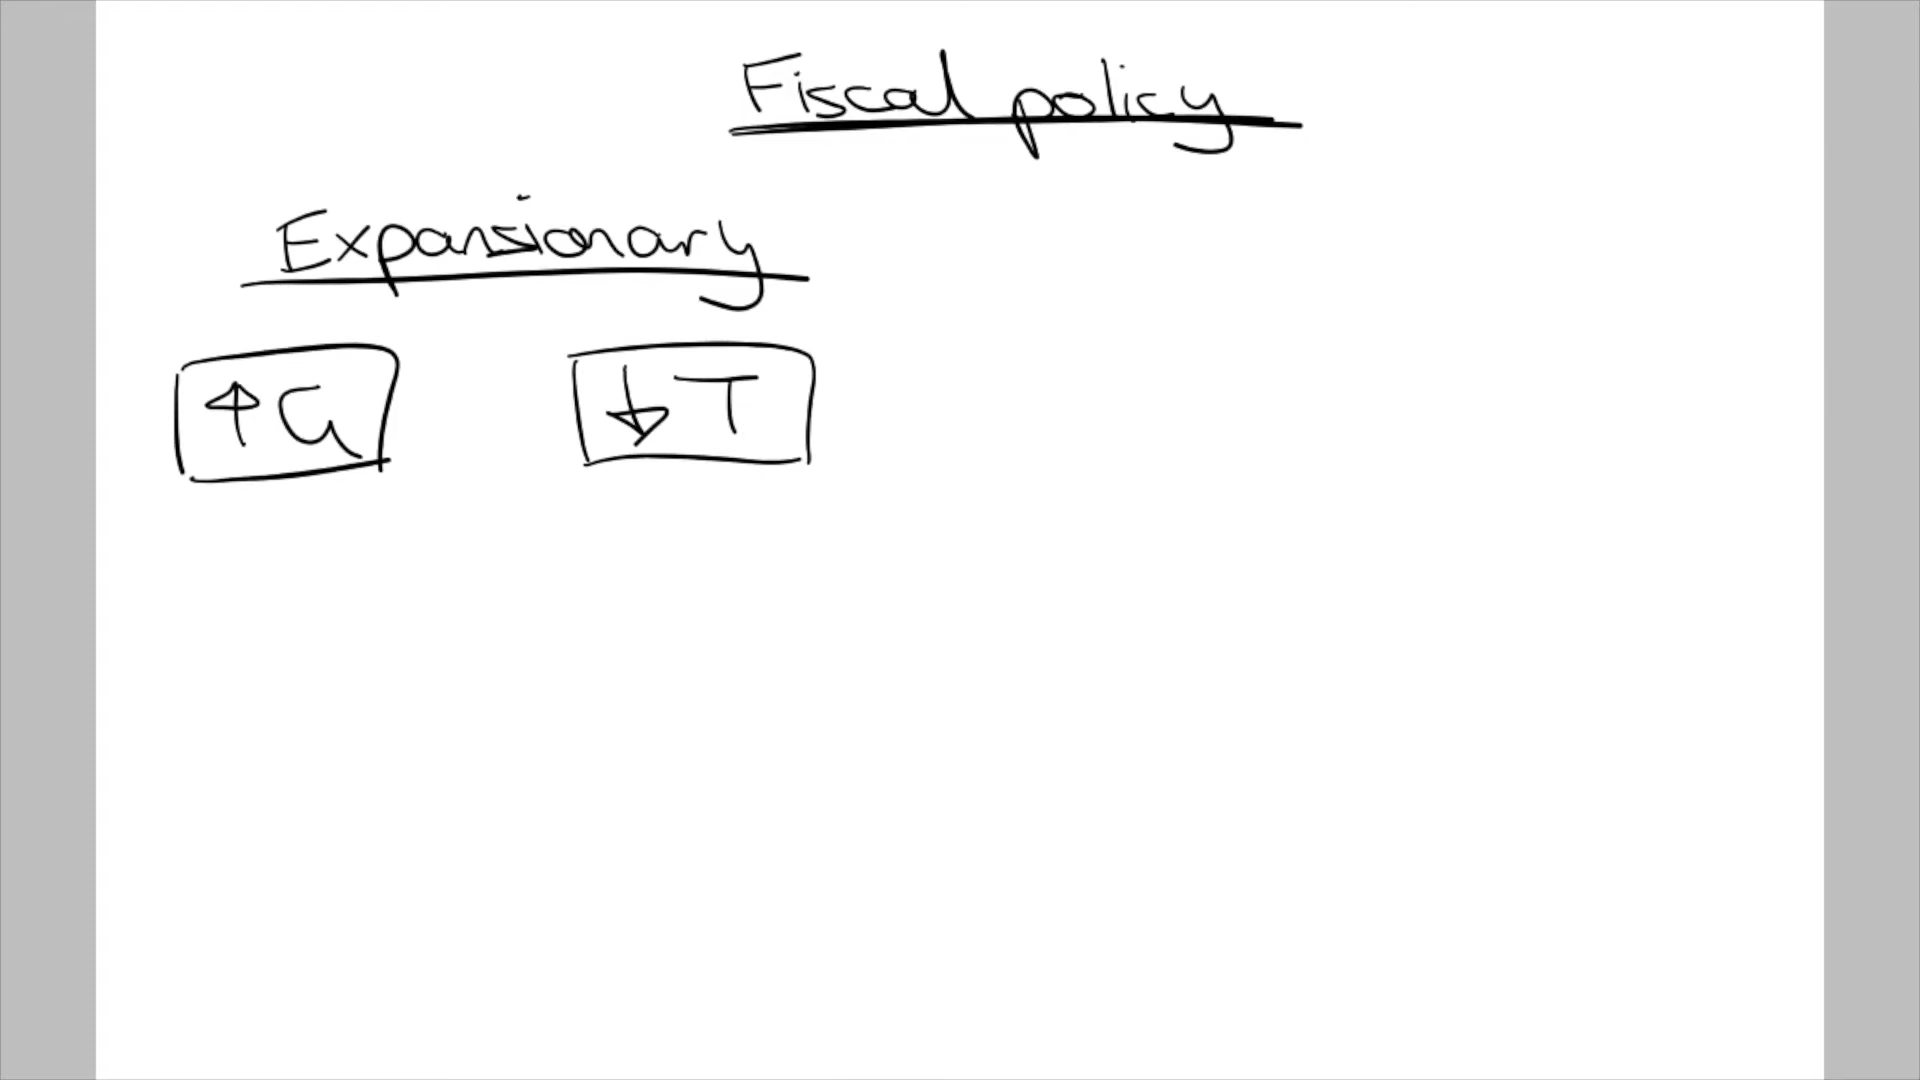 Fiscal policy
Expansionary
↑ G ↓ T